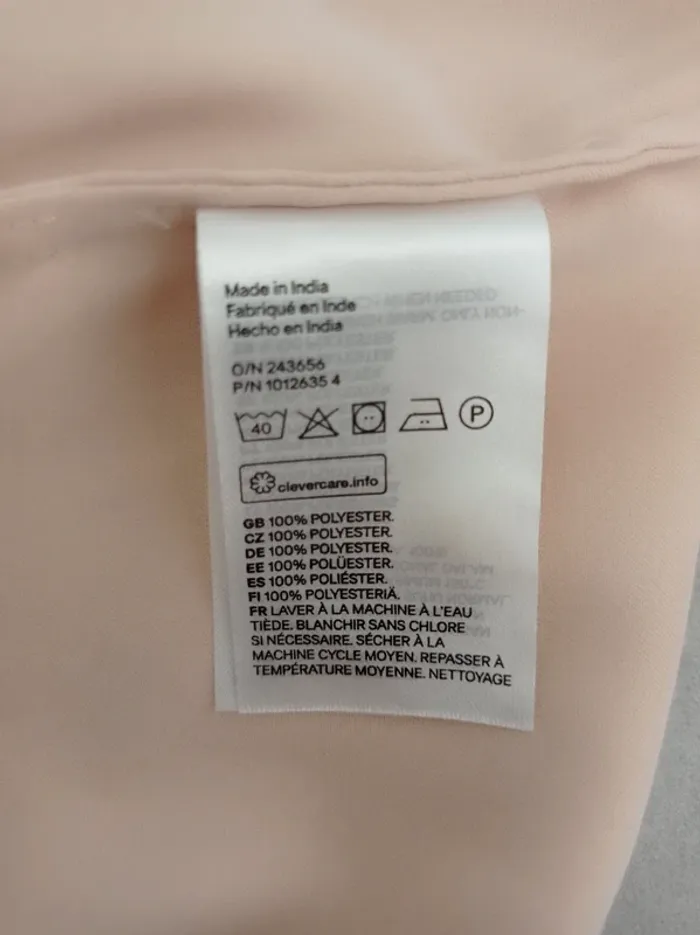 Made in India
Fabriqué en Inde
Hecho en India
O/N 243656
P/N 1012635 4
40
P
clevercare.info
GB 100% POLYESTER.
CZ 100% POLYESTER.
DE 100% POLYESTER.
EE 100% POLÜESTER.
ES 100% POLIÉSTER.
FI 100% POLYESTERIÄ.
FR LAVER À LA MACHINE À L'EAU
TIÈDE. BLANCHIR SANS CHLORE
SI NÉCESSAIRE. SÉCHER À LA
MACHINE CYCLE MOYEN. REPASSER À
TEMPÉRATURE MOYENNE. NETTOYAGE